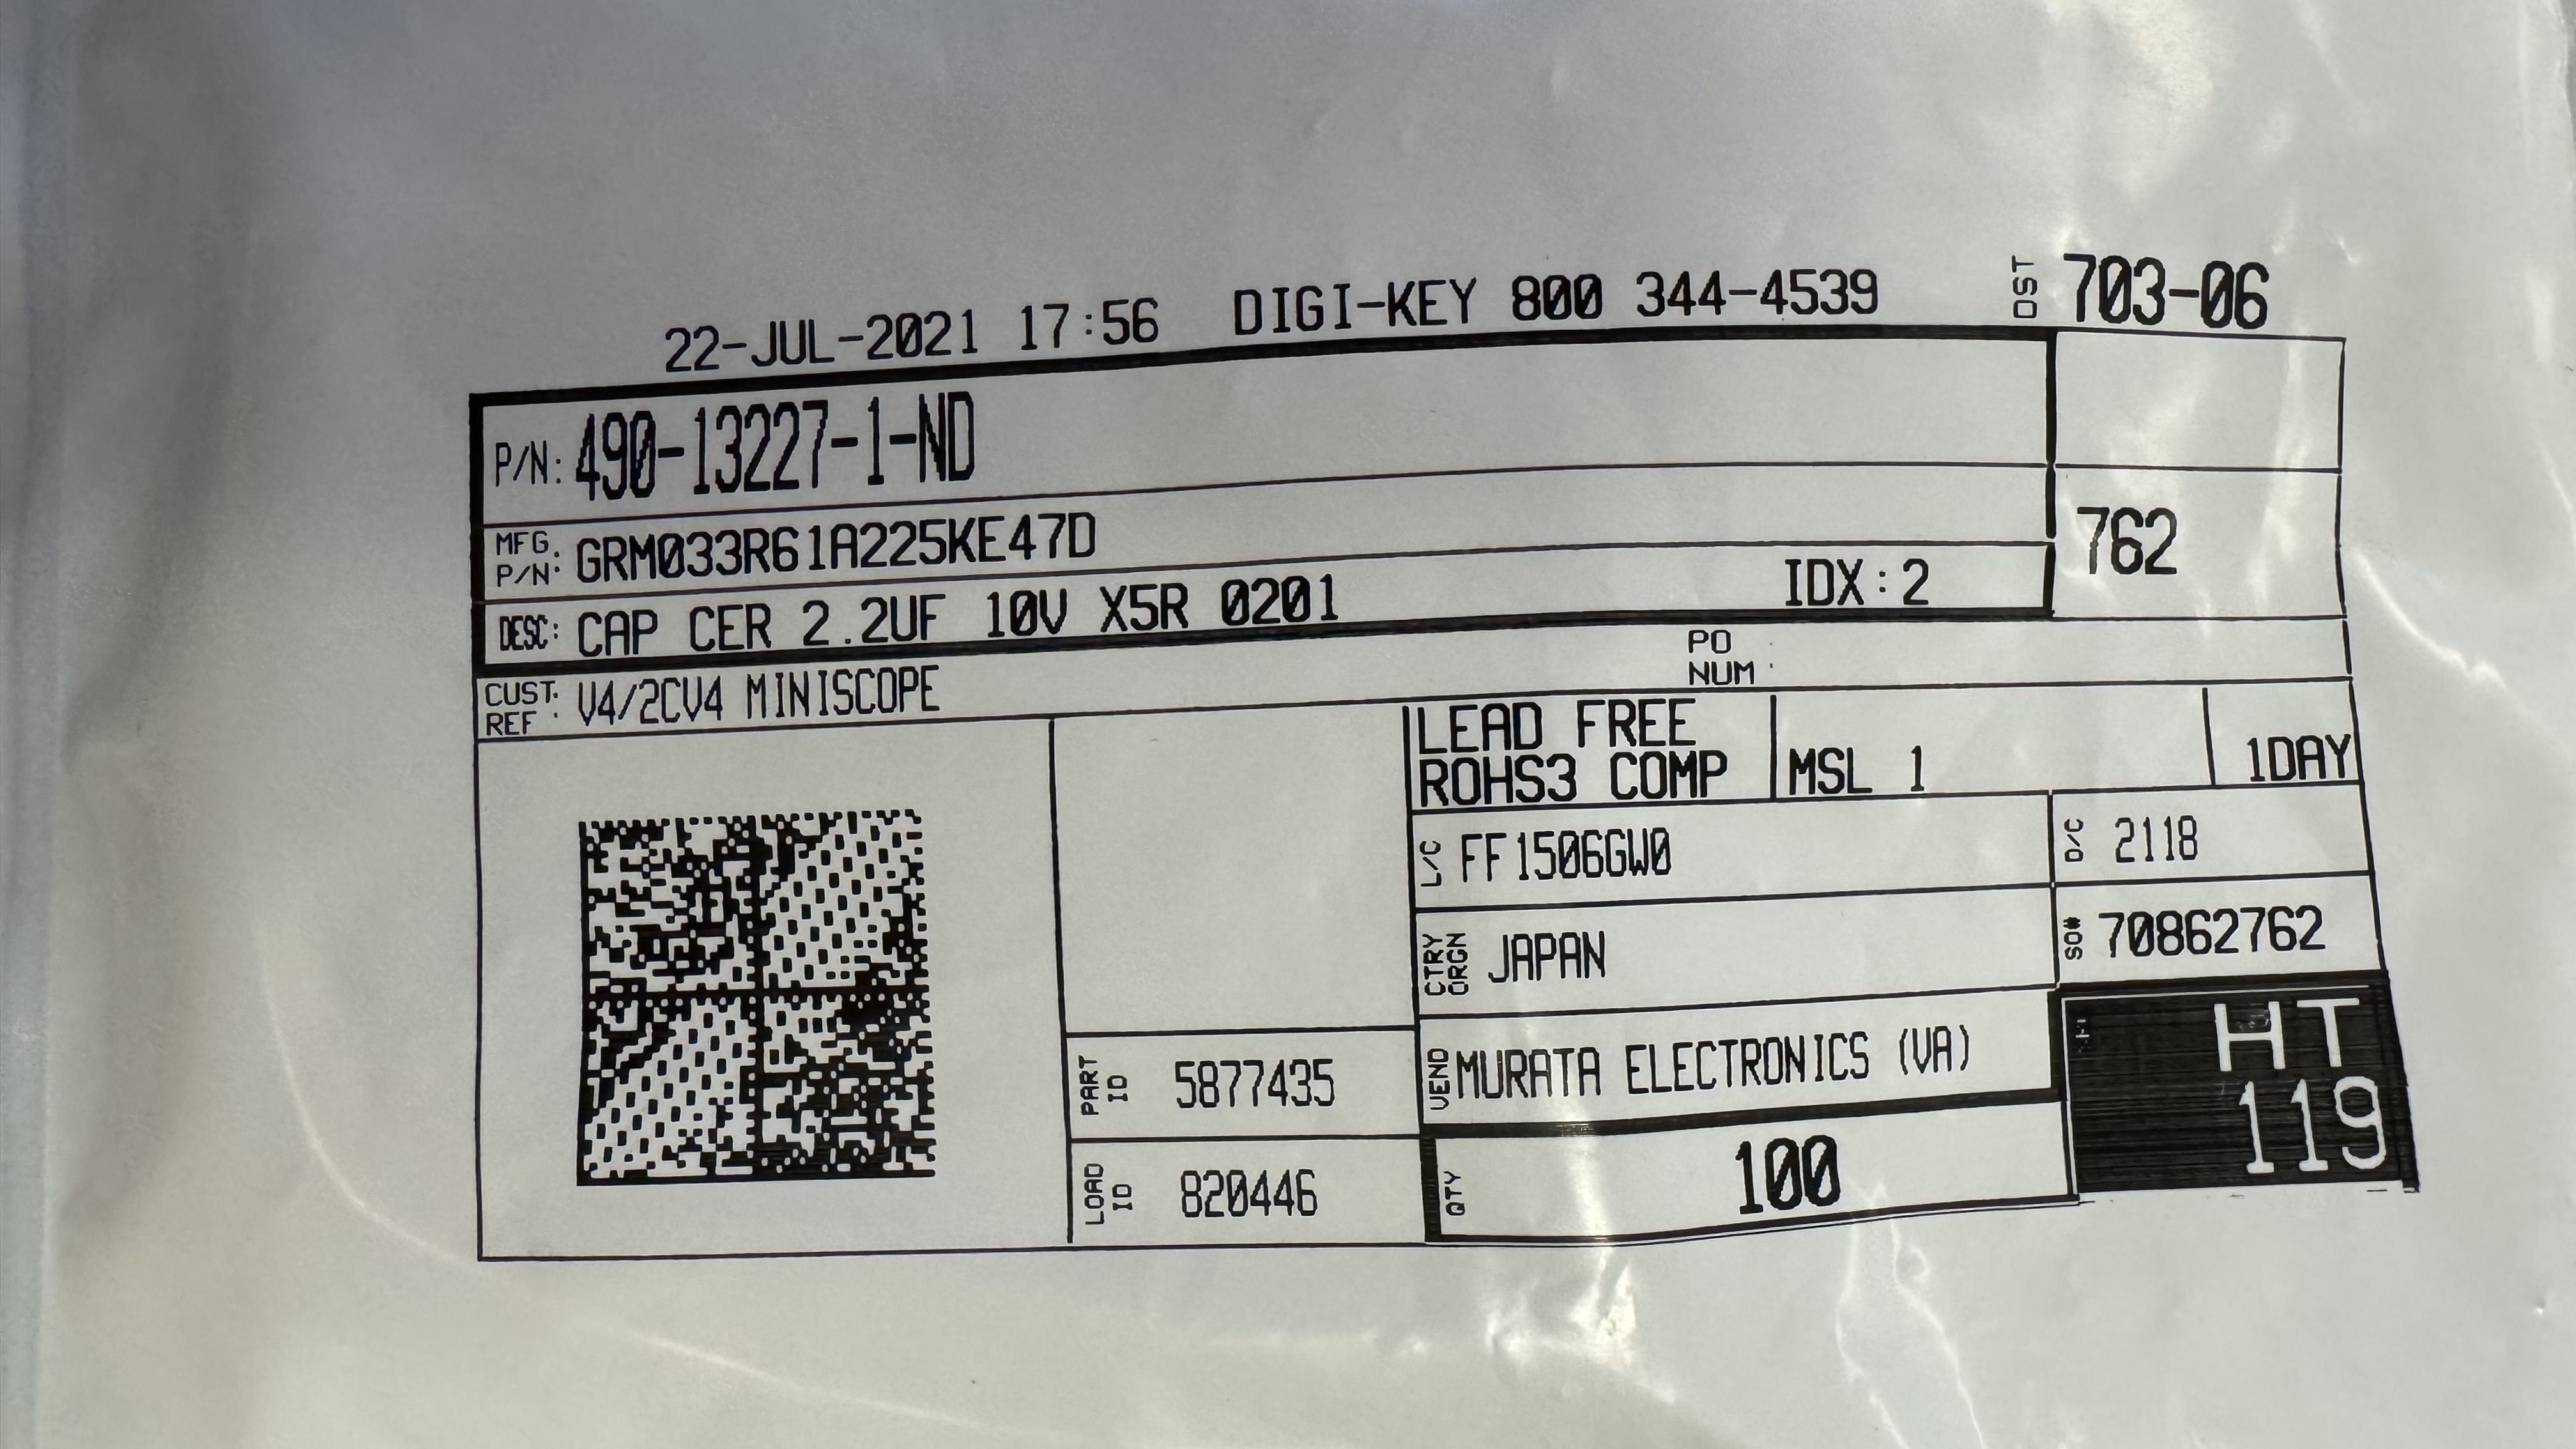 22-JUL-2021 17:56 DIGI-KEY 800 344-4539 DST 703-06
P/N: 490-13227-1-ND
MFG. P/N: GRM033R61A225KE47D
762
DESC: CAP CER 2.2UF 10V X5R 0201 IDX:2
PO NUM:
CUST. REF: V4/2CV4 MINISCOPE
LEAD FREE
ROHS3 COMP
MSL 1
1DAY
L/C FF1506GW0
D/C 2118
CTRY ORGN JAPAN
SO# 70862762
PART ID 5877435
VEND MURATA ELECTRONICS (VA)
HT
119
LOAD ID 820446
QTY 100